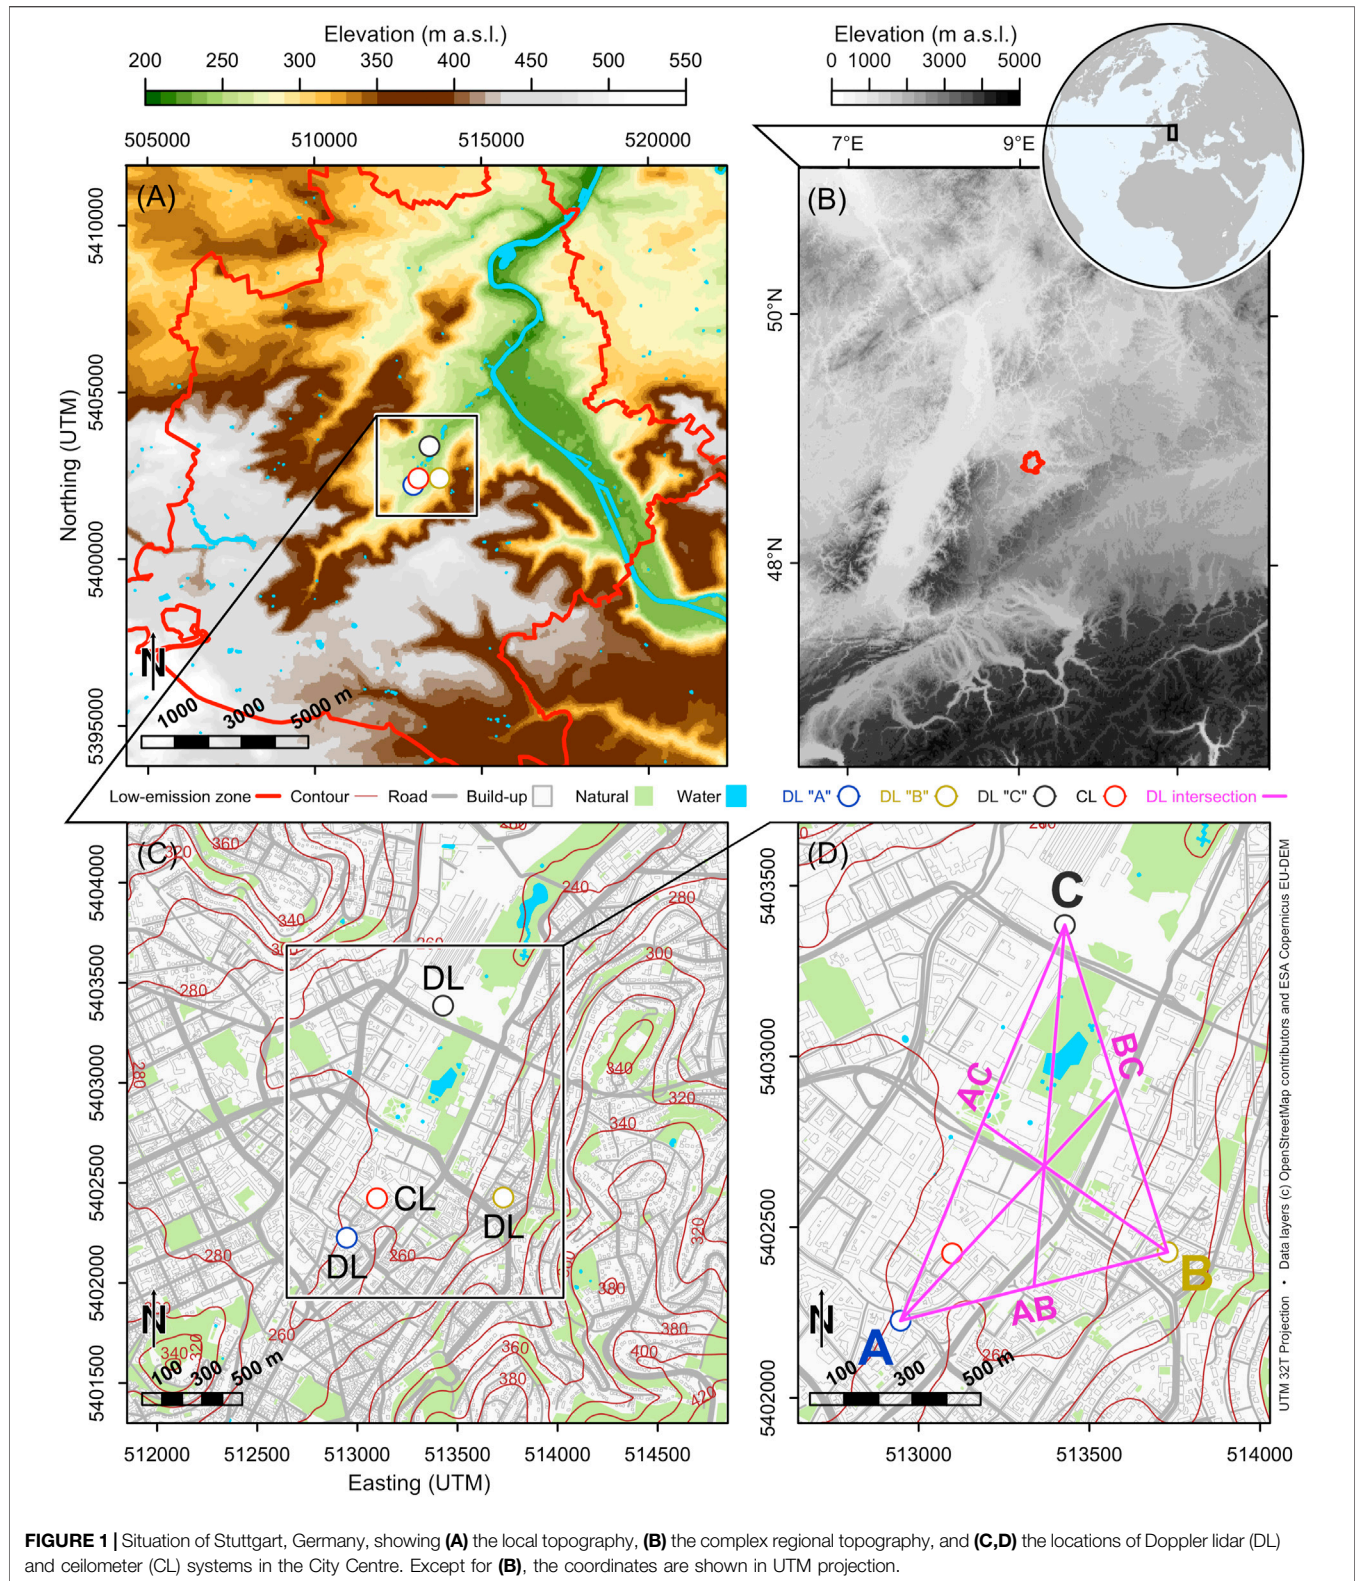 Elevation (m a.s.l.)
200 250 300 350 400 450 500 550
Elevation (m a.s.l.)
0 1000 3000 5000
505000 510000 515000 520000
7°E 9°E
(A)
(B)
Northing (UTM)
5410000
5405000
5400000
5395000
50°N
48°N
N
1000 3000 5000 m
Low-emission zone Contour Road Build-up Natural Water DL "A" DL "B" DL "C" CL DL intersection
(C)
5404000
5403500
5403000
5402500
5402000
5401500
320
360
340
280
280
260
240
280
300
340
320
340
320
380
380
400
420
360
380
260
260
280
340
320
DL
CL
DL
DL
N
100 300 500 m
512000 512500 513000 513500 514000 514500
Easting (UTM)
(D)
5403500
5403000
5402500
5402000
C
BC
AC
AB
B
A
260
N
100 300 500 m
513000 513500 514000
UTM 32T Projection • Data layers (c) OpenStreetMap contributors and ESA Copernicus EU-DEM
FIGURE 1 | Situation of Stuttgart, Germany, showing (A) the local topography, (B) the complex regional topography, and (C,D) the locations of Doppler lidar (DL)
and ceilometer (CL) systems in the City Centre. Except for (B), the coordinates are shown in UTM projection.